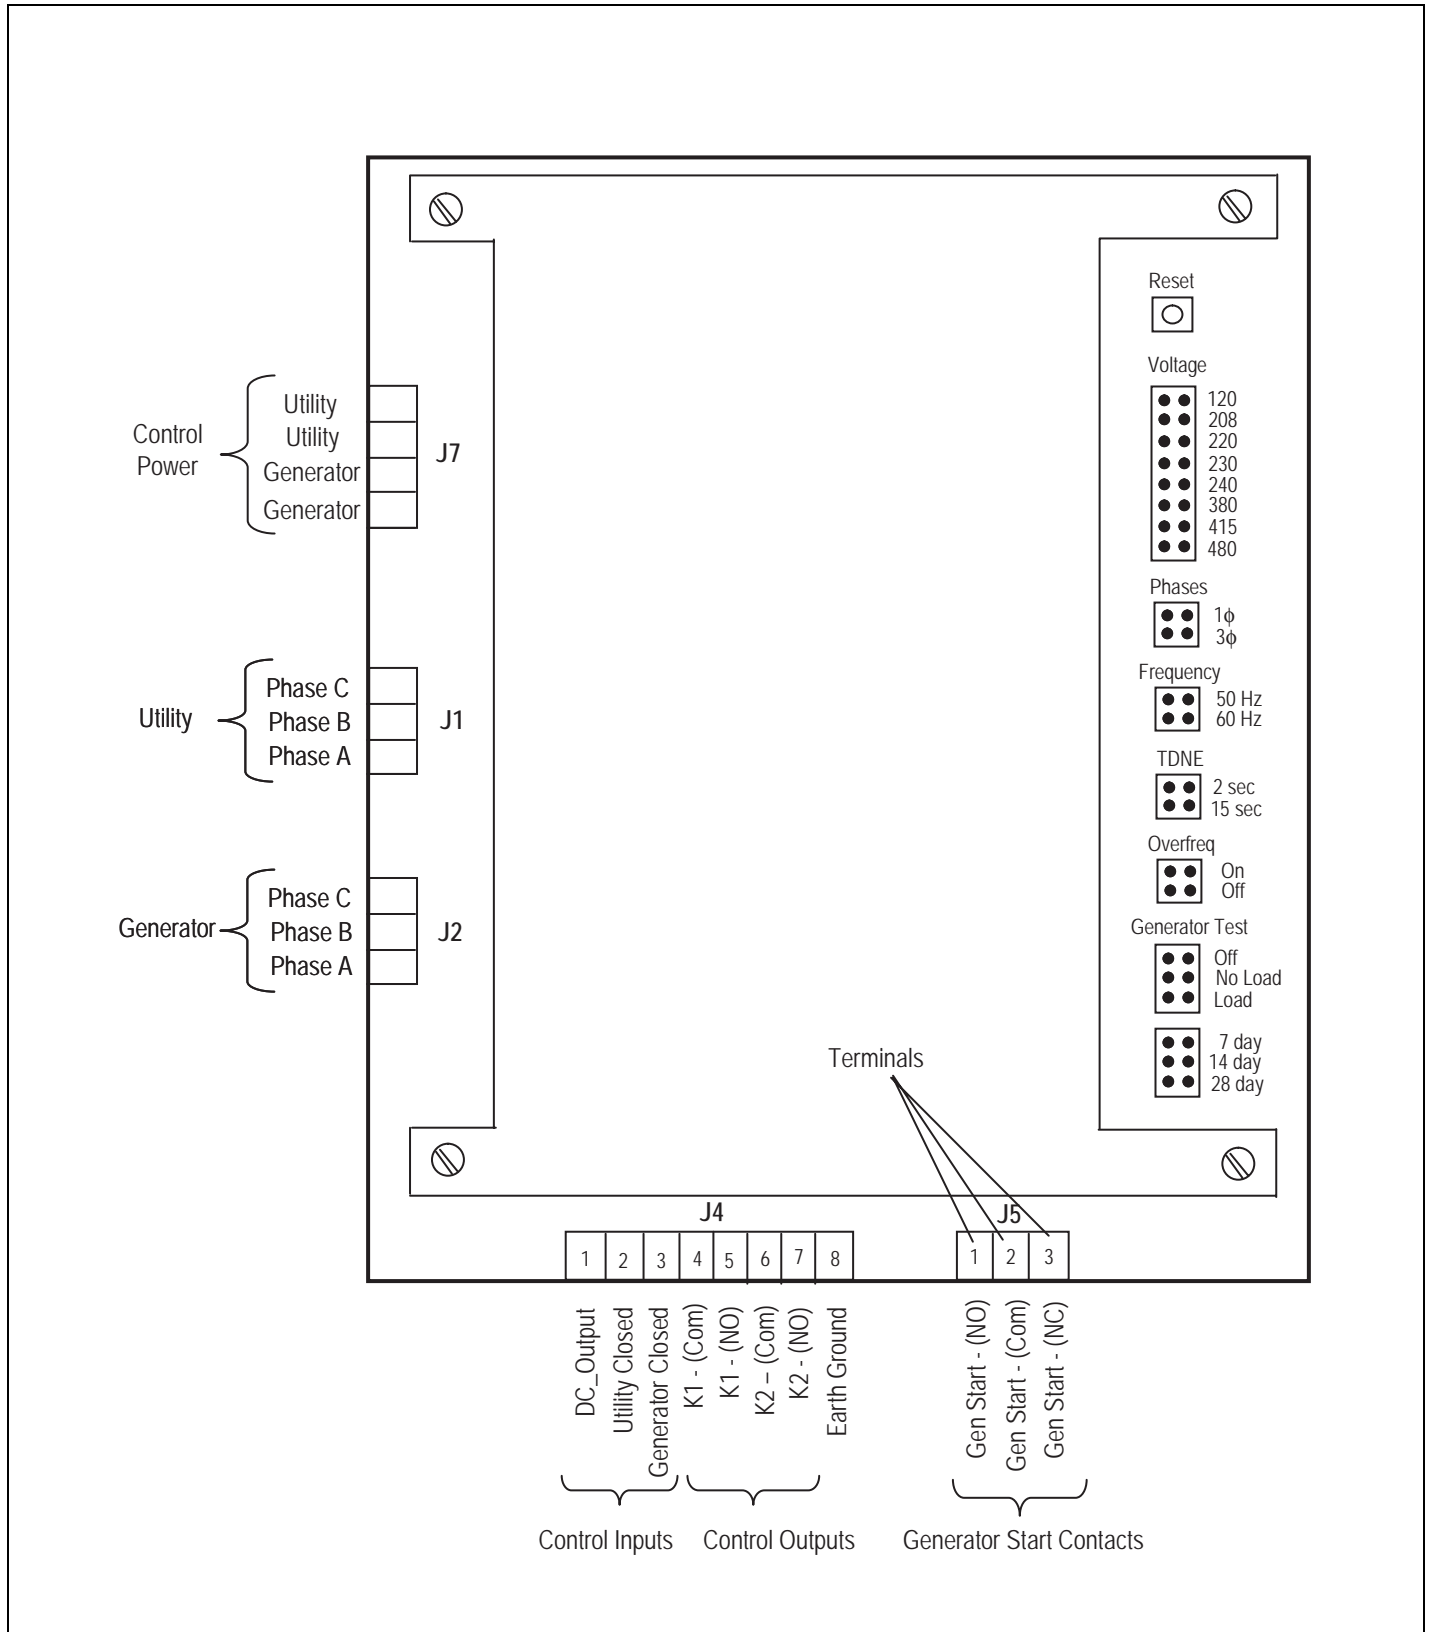 Reset
Voltage
120
208
220
230
240
380
415
480
Phases
1ϕ
3ϕ
Frequency
50 Hz
60 Hz
TDNE
2 sec
15 sec
Overfreq
On
Off
Generator Test
Off
No Load
Load
7 day
14 day
28 day
Control
Power
Utility
Utility
Generator
Generator
J7
Utility
Phase C
Phase B
Phase A
J1
Generator
Phase C
Phase B
Phase A
J2
Terminals
J4
1 2 3 4 5 6 7 8
DC_Output
Utility Closed
Generator Closed
K1 - (Com)
K1 - (NO)
K2 – (Com)
K2 - (NO)
Earth Ground
Control Inputs
Control Outputs
J5
1 2 3
Gen Start - (NO)
Gen Start - (Com)
Gen Start - (NC)
Generator Start Contacts